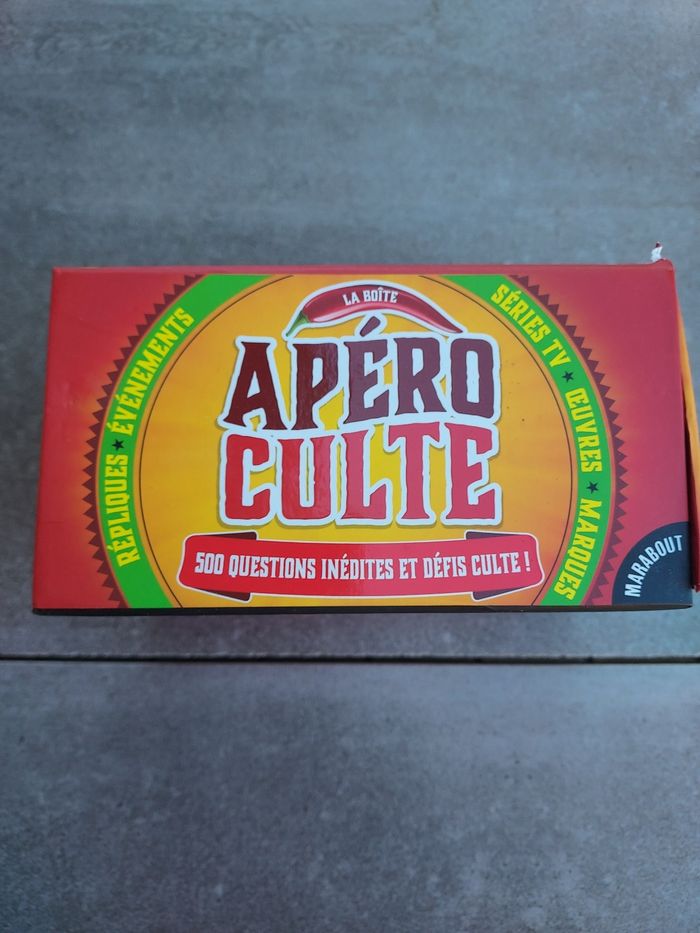 LA BOÎTE
APÉRO
CULTE
500 QUESTIONS INÉDITES ET DÉFIS CULTE !
RÉPLIQUES ★ ÉVÉNEMENTS
SÉRIES TV ★ ŒUVRES ★ MARQUES
MARABOUT